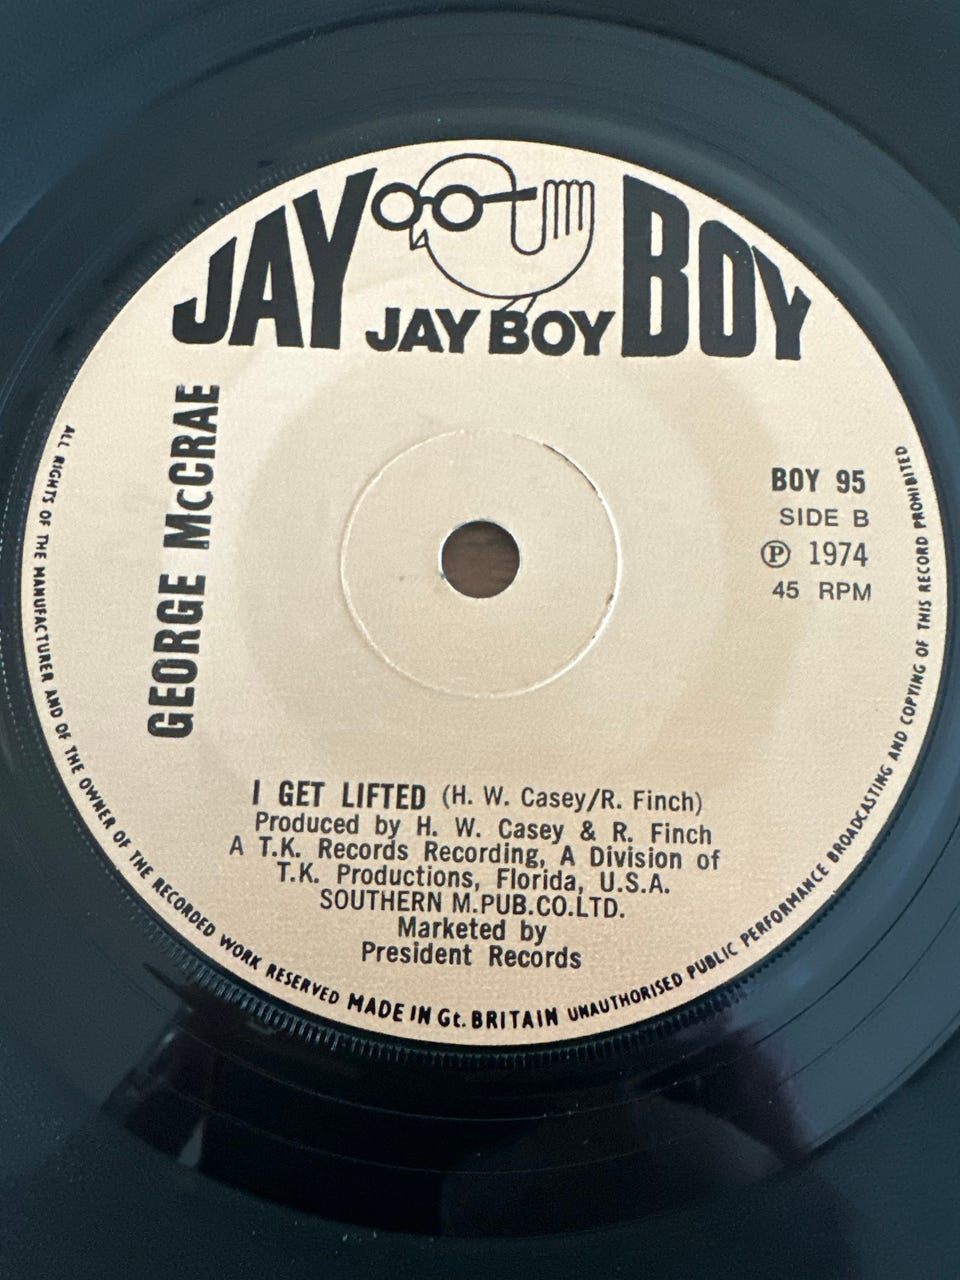 JAY BOY
JAY BOY
GEORGE McCRAE
BOY 95
SIDE B
Ⓟ 1974
45 RPM
I GET LIFTED (H. W. Casey/R. Finch)
Produced by H. W. Casey & R. Finch
A T.K. Records Recording, A Division of
T.K. Productions, Florida, U.S.A.
SOUTHERN M.PUB.CO.LTD.
Marketed by
President Records
ALL RIGHTS OF THE MANUFACTURER AND OF THE OWNER OF THE RECORDED WORK RESERVED MADE IN Gt. BRITAIN UNAUTHORISED PUBLIC PERFORMANCE BROADCASTING AND COPYING OF THIS RECORD PROHIBITED